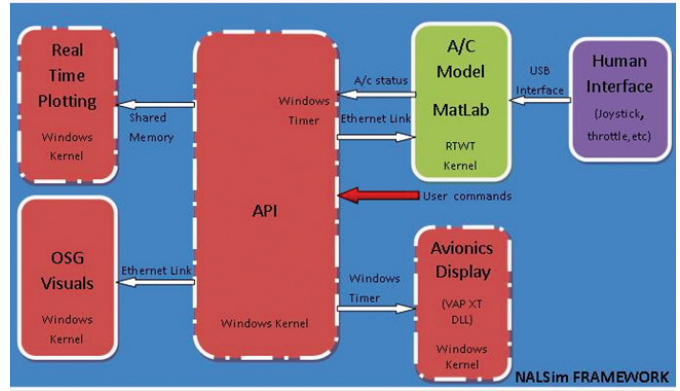 Real
Time
Plotting
Windows
Kernel
Shared
Memory
OSG
Visuals
Windows
Kernel
Ethernet Link
API
Windows Kernel
Windows
Timer
A/c status
Ethernet Link
User commands
Windows
Timer
A/C
Model
MatLab
RTWT
Kernel
USB
Interface
Human
Interface
(Joystick,
throttle,etc)
Avionics
Display
(VAP XT
DLL)
Windows
Kernel
NALSim FRAMEWORK